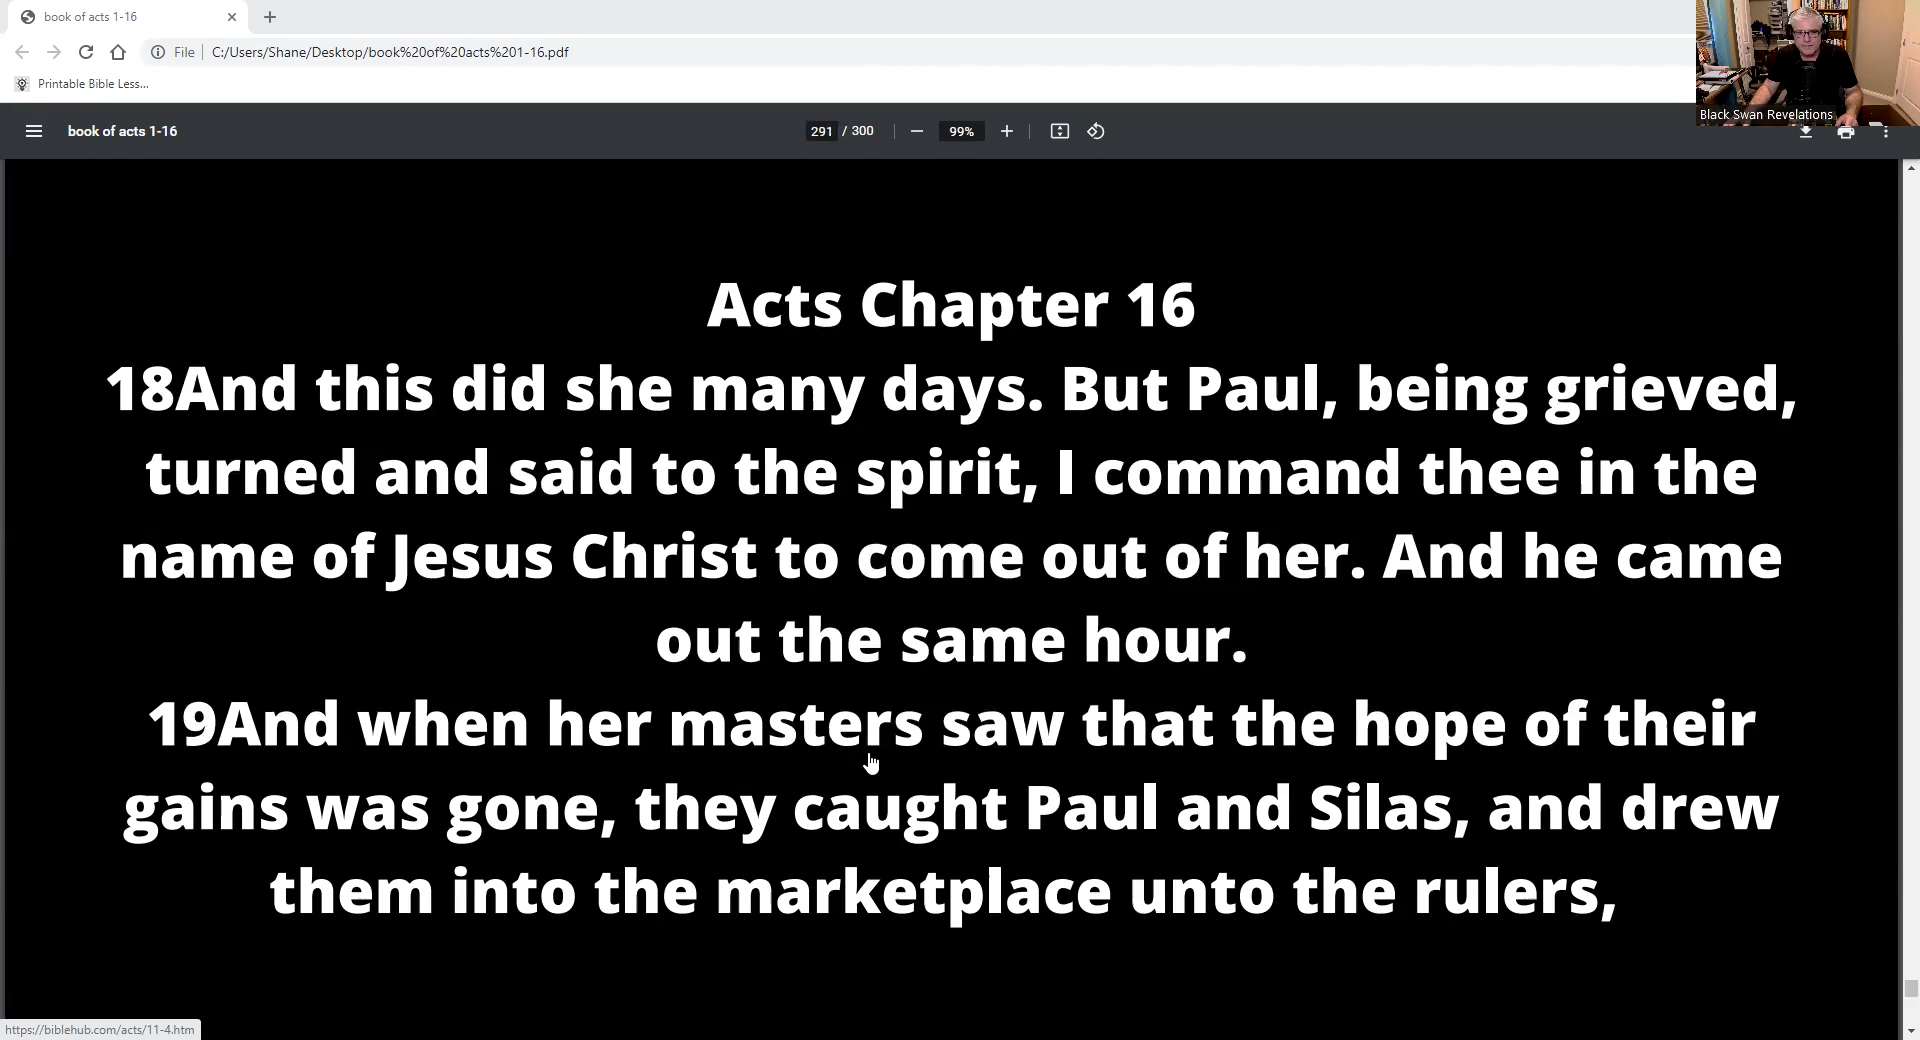 book of acts 1-16
File
C:/Users/Shane/Desktop/book%20of%20acts%201-16.pdf
Printable Bible Less...
Black Swan Revelations
book of acts 1-16
291 / 300
99%
Acts Chapter 16
18And this did she many days. But Paul, being grieved,
turned and said to the spirit, I command thee in the
name of Jesus Christ to come out of her. And he came
out the same hour.
19And when her masters saw that the hope of their
gains was gone, they caught Paul and Silas, and drew
them into the marketplace unto the rulers,
https://biblehub.com/acts/11-4.htm